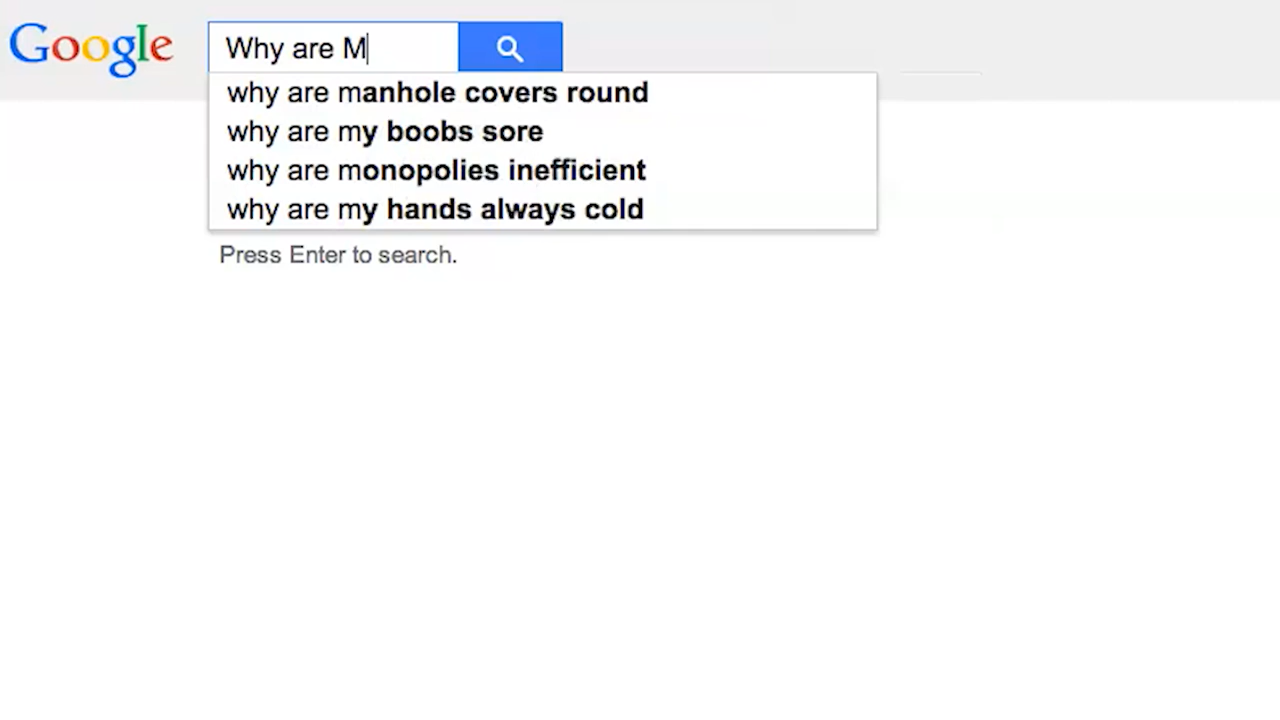 Google
Why are M
why are manhole covers round
why are my boobs sore
why are monopolies inefficient
why are my hands always cold
Press Enter to search.